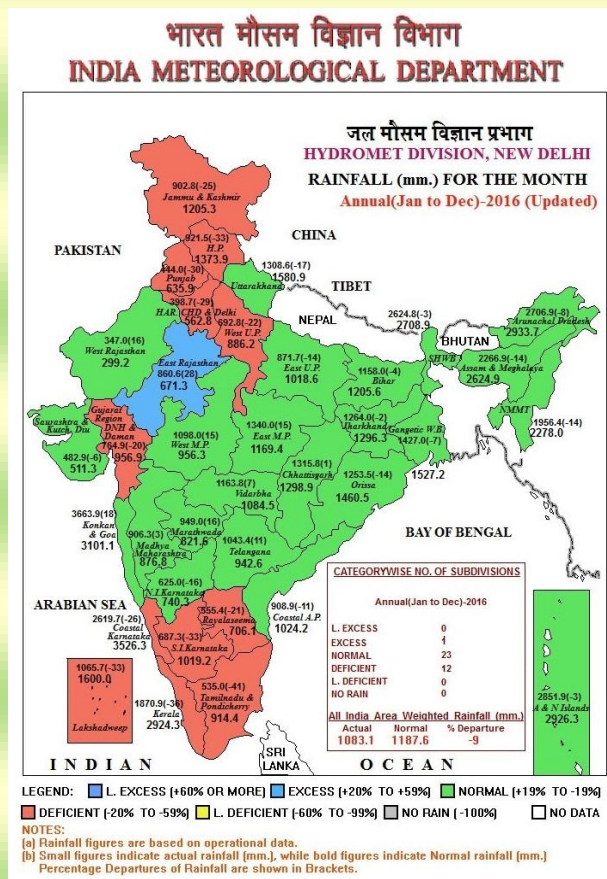 भारत मौसम विज्ञान विभाग
INDIA METEOROLOGICAL DEPARTMENT
जल मौसम विज्ञान प्रभाग
HYDROMET DIVISION, NEW DELHI
RAINFALL (mm.) FOR THE MONTH
Annual(Jan to Dec)-2016 (Updated)
902.8(-25)
Jammu & Kashmir
1205.3
921.5(-33)
H.P.
1373.9
PAKISTAN
CHINA
444.0(-30)
Punjab
635.9
1308.6(-17)
1580.9
Uttarakhand
TIBET
398.7(-29)
HAR. CHD & Delhi
562.8
692.8(-22)
West U.P.
886.2
NEPAL
2624.8(-3)
2708.9
SHWB
BHUTAN
2706.9(-8)
Arunachal Pradesh
2933.7
347.0(16)
West Rajasthan
299.2
East Rajasthan
860.6(28)
671.3
871.7(-14)
East U.P.
1018.6
1158.0(-4)
Bihar
1205.6
2266.9(-14)
Assam & Meghalaya
2624.9
NMMT
1956.4(-14)
2278.0
Saurashtra &
Kutch, Diu
482.9(-6)
511.3
Gujarat
Region
DNH &
Daman
764.9(-20)
956.9
1098.0(15)
West M.P.
956.3
1340.0(15)
East M.P.
1169.4
1264.0(-2)
Jharkhand
1296.3
Gangetic W.B.
1427.0(-7)
1527.2
1315.8(1)
Chhattisgarh
1298.9
1253.5(-14)
Orissa
1460.5
1163.8(7)
Vidarbha
1084.5
3663.9(18)
Konkan
& Goa
3101.1
906.3(3)
Madhya
Maharashtra
876.8
949.0(16)
Marathwada
821.6
1043.4(11)
Telangana
942.6
BAY OF BENGAL
625.0(-16)
N.I.Karnataka
740.3
ARABIAN SEA
2619.7(-26)
Coastal
Karnataka
3526.3
555.4(-21)
Rayalaseema
706.1
908.9(-11)
Coastal A.P.
1024.2
687.3(-33)
S.I.Karnataka
1019.2
1065.7(-33)
1600.0
Lakshadweep
1870.9(-36)
Kerala
2924.3
535.0(-41)
Tamilnadu &
Pondicherry
914.4
CATEGORYWISE NO. OF SUBDIVISIONS
Annual(Jan to Dec)-2016
L. EXCESS 0
EXCESS 1
NORMAL 23
DEFICIENT 12
L. DEFICIENT 0
NO RAIN 0
All India Area Weighted Rainfall (mm.)
Actual Normal % Departure
1083.1 1187.6 -9
2851.9(-3)
A & N Islands
2926.3
SRI
LANKA
INDIAN OCEAN
LEGEND: L. EXCESS (+60% OR MORE) EXCESS (+20% TO +59%) NORMAL (+19% TO -19%)
DEFICIENT (-20% TO -59%) L. DEFICIENT (-60% TO -99%) NO RAIN (-100%) NO DATA
NOTES:
(a) Rainfall figures are based on operational data.
(b) Small figures indicate actual rainfall (mm.), while bold figures indicate Normal rainfall (mm.)
Percentage Departures of Rainfall are shown in Brackets.